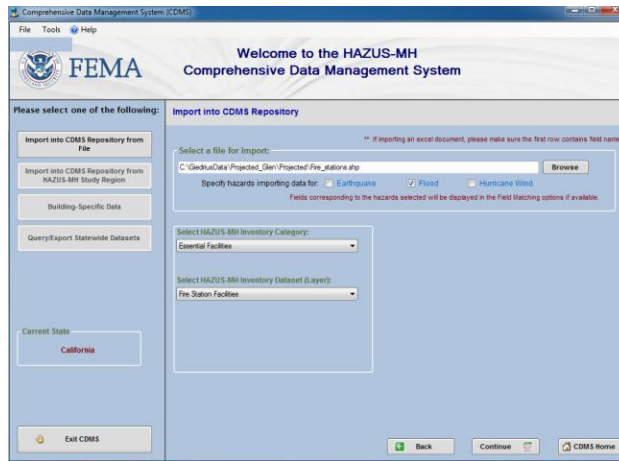 Comprehensive Data Management System (CDMS)
File Tools Help
FEMA
Welcome to the HAZUS-MH
Comprehensive Data Management System
Please select one of the following:
Import into CDMS Repository from
File
Import into CDMS Repository from
HAZUS-MH Study Region
Building-Specific Data
Query/Export Statewide Datasets
Current State
California
Exit CDMS
Import into CDMS Repository
** If importing an excel document, please make sure the first row contains field name
Select a file for Import:
C:\GiedriusData\Projected_Glen\Projected\Fire_stations.shp
Browse
Specify hazards importing data for: Earthquake Flood Hurricane Wind
Fields corresponding to the hazards selected will be displayed in the Field Matching options if available.
Select HAZUS-MH Inventory Category:
Essential Facilities
Select HAZUS-MH Inventory Dataset (Layer):
Fire Station Facilities
Back Continue CDMS Home